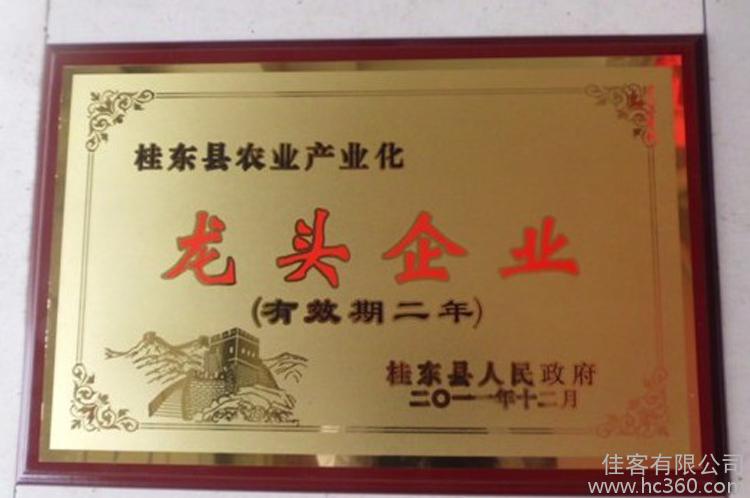 桂东县农业产业化
龙头企业
(有效期二年)
桂东县人民政府
二〇一一年十二月
佳客有限公司
www.hc360.com